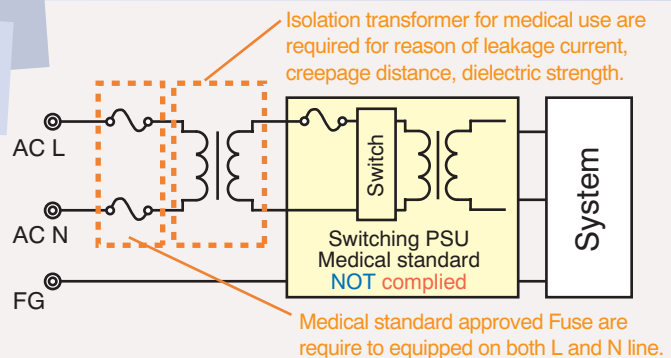 Isolation transformer for medical use are
required for reason of leakage current,
creepage distance, dielectric strength.
AC L
AC N
FG
Switch
Switching PSU
Medical standard
NOT complied
System
Medical standard approved Fuse are
require to equipped on both L and N line.